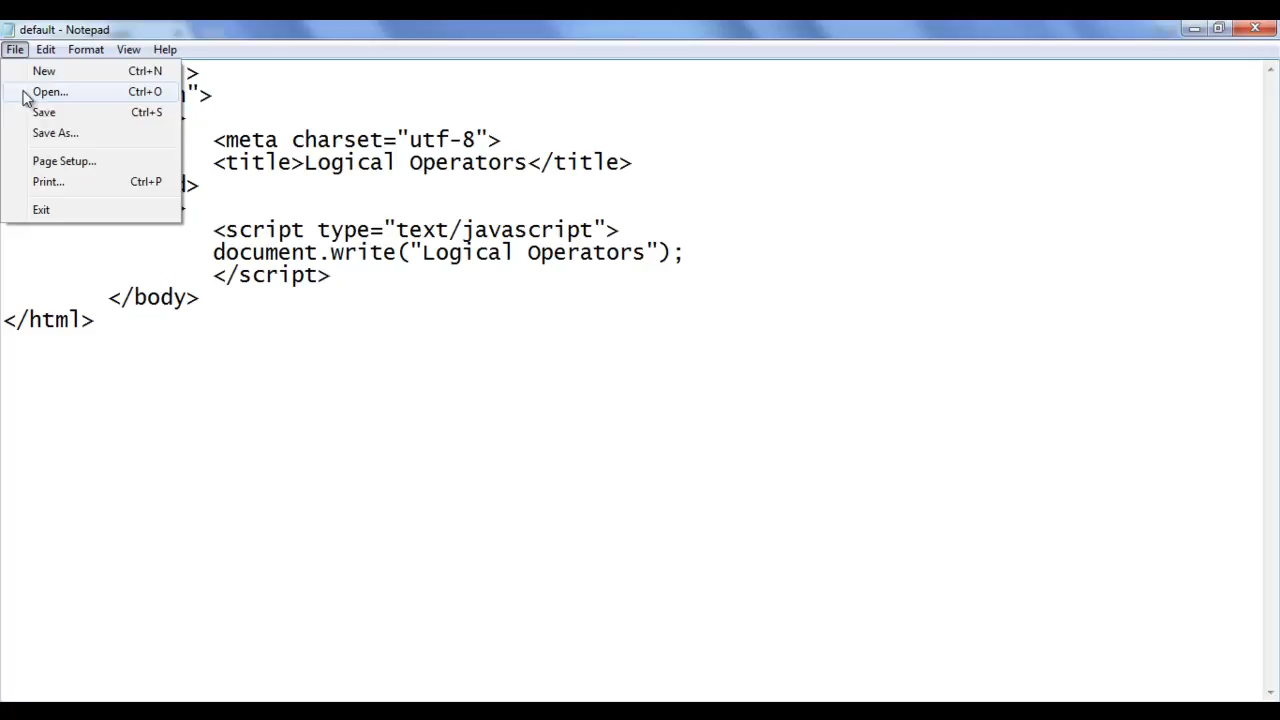 default - Notepad
File Edit Format View Help
New Ctrl+N
Open... Ctrl+O
Save Ctrl+S
Save As...
Page Setup...
Print... Ctrl+P
Exit
>
">
<meta charset="utf-8">
<title>Logical Operators</title>
>
<script type="text/javascript">
document.write("Logical Operators");
</script>
</body>
</html>